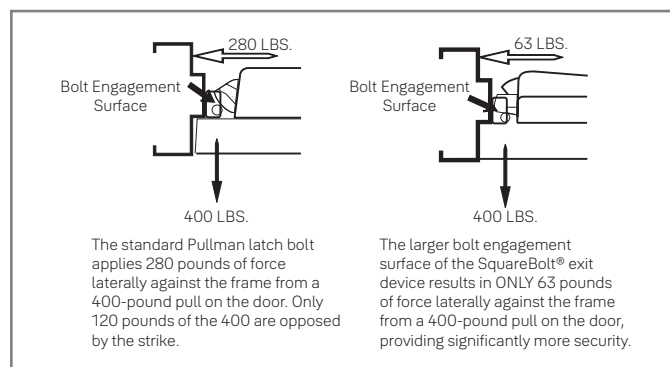 280 LBS.
Bolt Engagement
Surface
400 LBS.
The standard Pullman latch bolt
applies 280 pounds of force
laterally against the frame from a
400-pound pull on the door. Only
120 pounds of the 400 are opposed
by the strike.
63 LBS.
Bolt Engagement
Surface
400 LBS.
The larger bolt engagement
surface of the SquareBolt® exit
device results in ONLY 63 pounds
of force laterally against the frame
from a 400-pound pull on the door,
providing significantly more security.